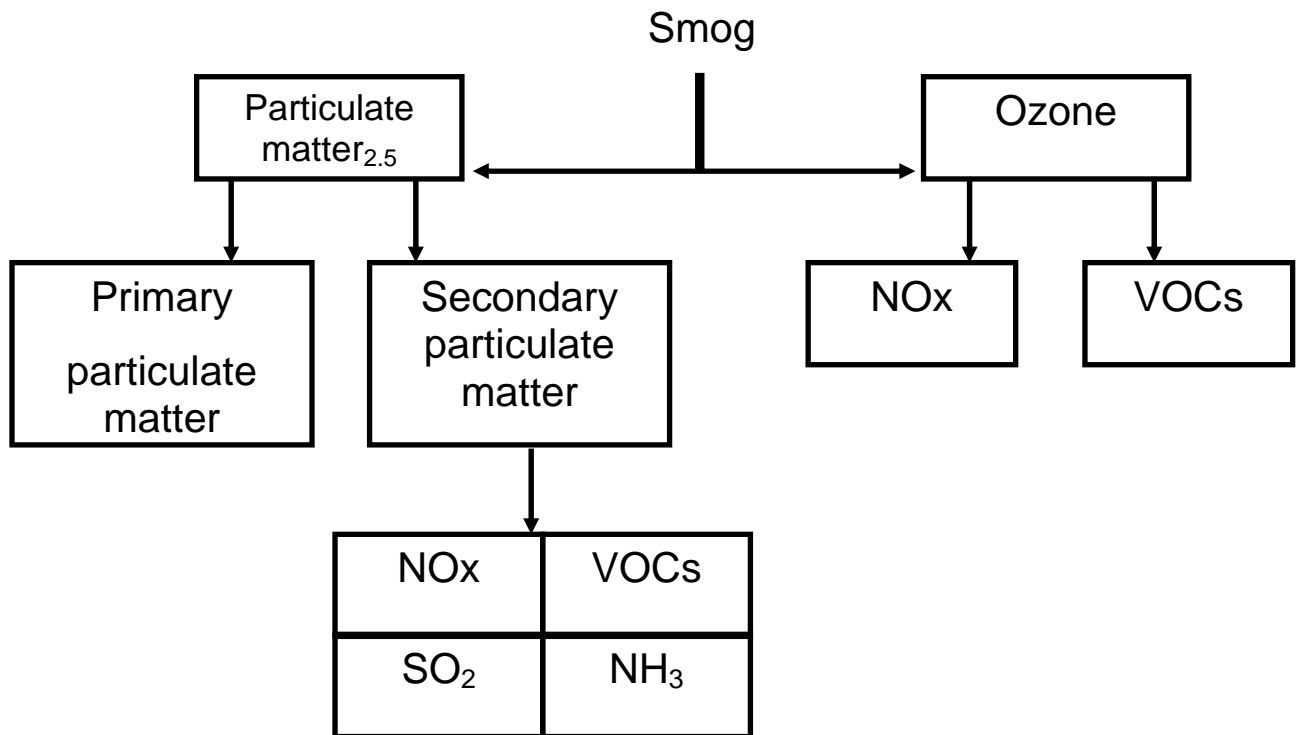 Smog
Particulate
matter2.5
Ozone
Primary
particulate
matter
Secondary
particulate
matter
NOx
VOCs
NOx
VOCs
SO2
NH3